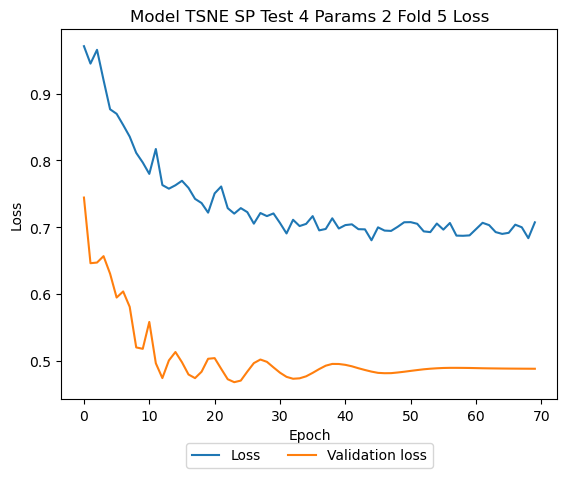 Model TSNE SP Test 4 Params 2 Fold 5 Loss
Loss
0.9
0.8
0.7
0.6
0.5
0 10 20 30 40 50 60 70
Epoch
Loss Validation loss